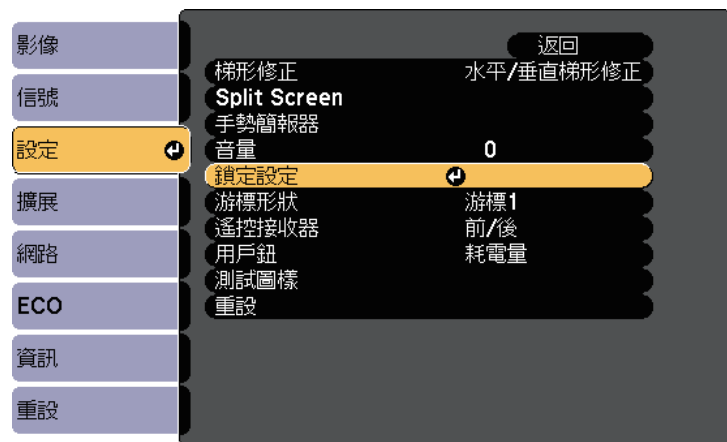 影像
信號
設定
擴展
網路
ECO
資訊
重設
返回
梯形修正 水平/垂直梯形修正
Split Screen
手勢簡報器
音量 0
鎖定設定
游標形狀 游標1
遙控接收器 前/後
用戶鈕 耗電量
測試圖樣
重設